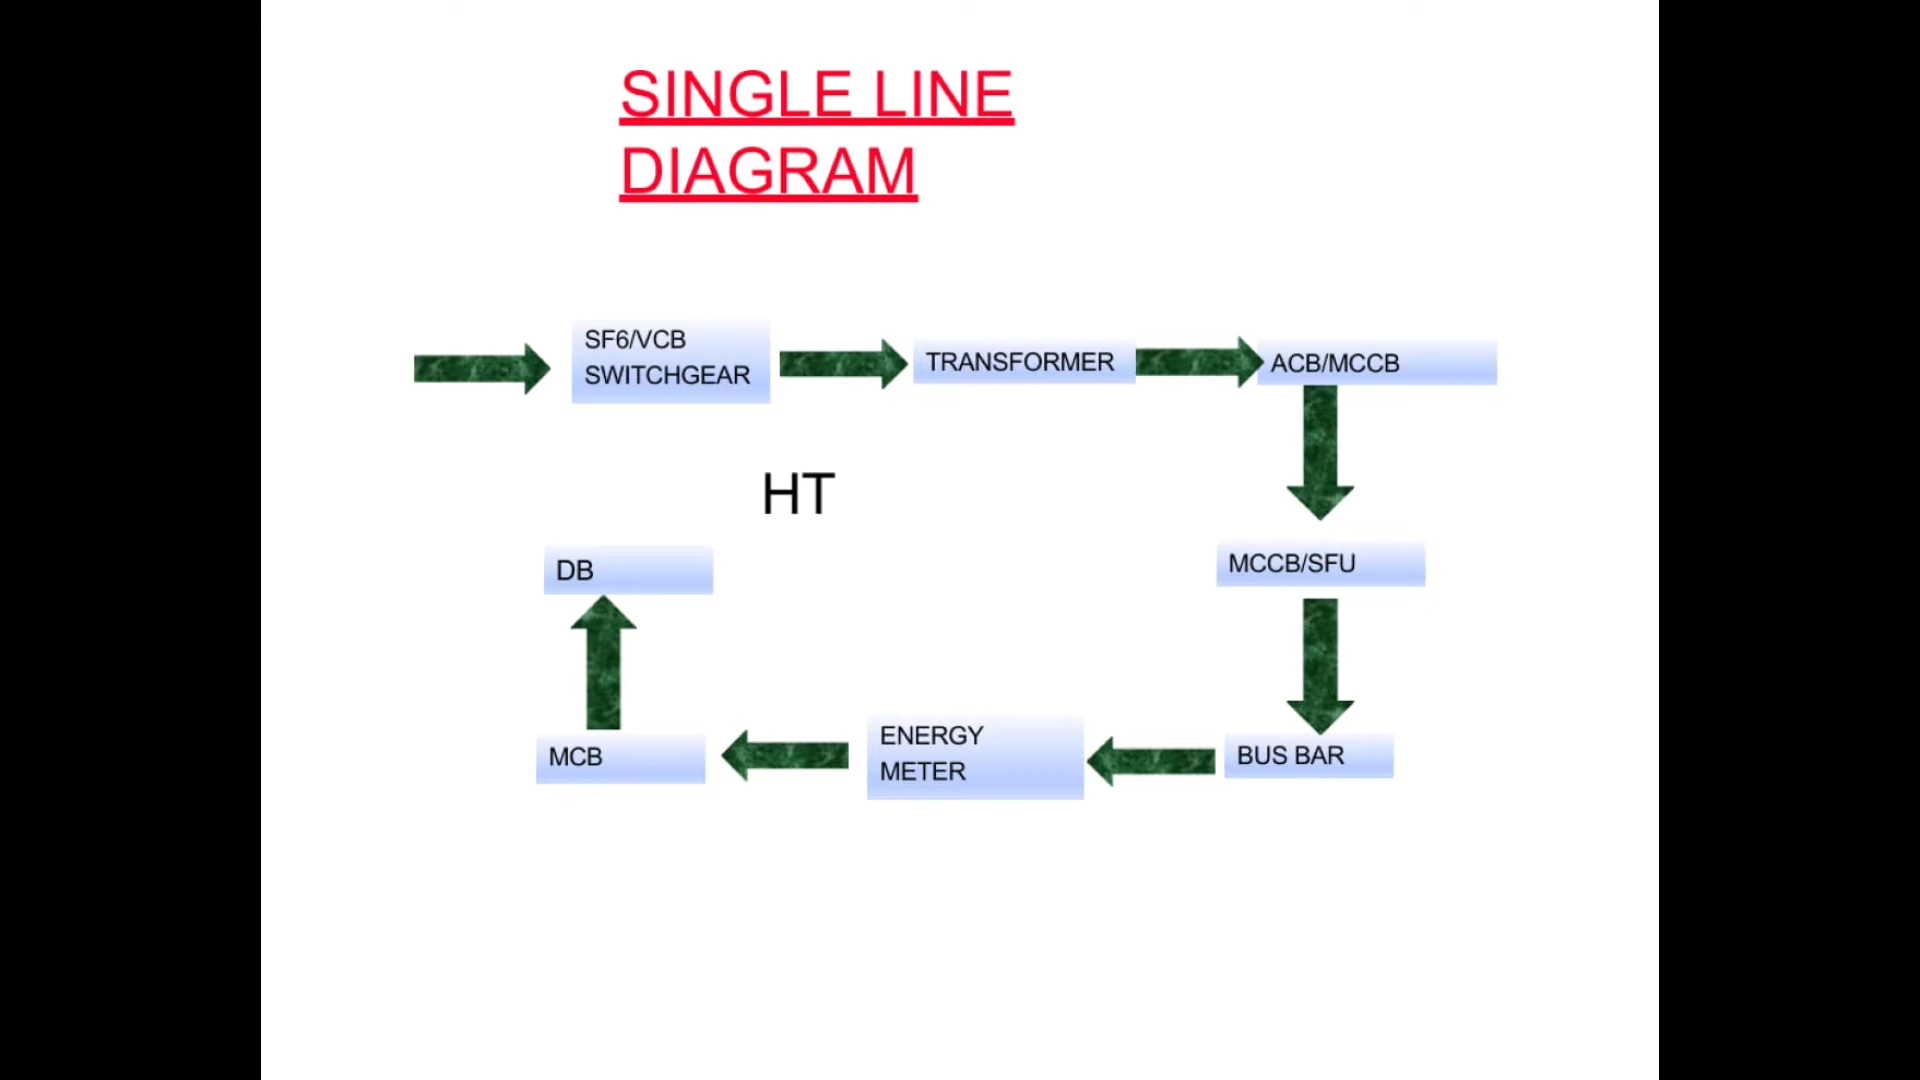 SINGLE LINE
DIAGRAM
SF6/VCB
SWITCHGEAR
TRANSFORMER
ACB/MCCB
HT
DB
MCCB/SFU
MCB
ENERGY
METER
BUS BAR